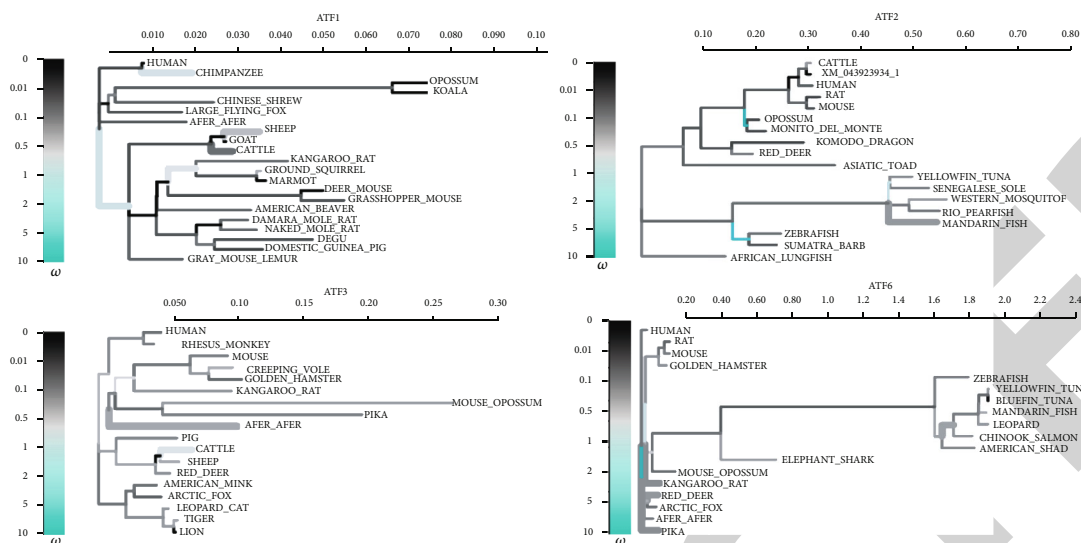 ATF1
0.010 0.020 0.030 0.040 0.050 0.060 0.070 0.080 0.090 0.10
0
0.01
0.1
0.5
1
2
5
10
ω
HUMAN
CHIMPANZEE
OPOSSUM
KOALA
CHINESE_SHREW
LARGE_FLYING_FOX
AFER_AFER
SHEEP
GOAT
CATTLE
KANGAROO_RAT
GROUND_SQUIRREL
MARMOT
DEER_MOUSE
GRASSHOPPER_MOUSE
AMERICAN_BEAVER
DAMARA_MOLE_RAT
NAKED_MOLE_RAT
DEGU
DOMESTIC_GUINEA_PIG
GRAY_MOUSE_LEMUR
ATF2
0.10 0.20 0.30 0.40 0.50 0.60 0.70 0.80
0
0.01
0.1
0.5
1
2
5
10
ω
CATTLE
XM_043923934_1
HUMAN
RAT
MOUSE
OPOSSUM
MONITO_DEL_MONTE
KOMODO_DRAGON
RED_DEER
ASIATIC_TOAD
YELLOWFIN_TUNA
SENEGALESE_SOLE
WESTERN_MOSQUITOF
RIO_PEARFISH
MANDARIN_FISH
ZEBRAFISH
SUMATRA_BARB
AFRICAN_LUNGFISH
ATF3
0.050 0.10 0.15 0.20 0.25 0.30
0
0.01
0.1
0.5
1
2
5
10
ω
HUMAN
RHESUS_MONKEY
MOUSE
CREEPING_VOLE
GOLDEN_HAMSTER
KANGAROO_RAT
MOUSE_OPOSSUM
PIKA
AFER_AFER
PIG
CATTLE
SHEEP
RED_DEER
AMERICAN_MINK
ARCTIC_FOX
LEOPARD_CAT
TIGER
LION
ATF6
0.20 0.40 0.60 0.80 1.0 1.2 1.4 1.6 1.8 2.0 2.2 2.4
0
0.01
0.1
0.5
1
2
5
10
ω
HUMAN
RAT
MOUSE
GOLDEN_HAMSTER
ZEBRAFISH
YELLOWFIN_TUN
BLUEFIN_TUNA
MANDARIN_FISH
LEOPARD
CHINOOK_SALMON
AMERICAN_SHAD
ELEPHANT_SHARK
MOUSE_OPOSSUM
KANGAROO_RAT
RED_DEER
ARCTIC_FOX
AFER_AFER
PIKA